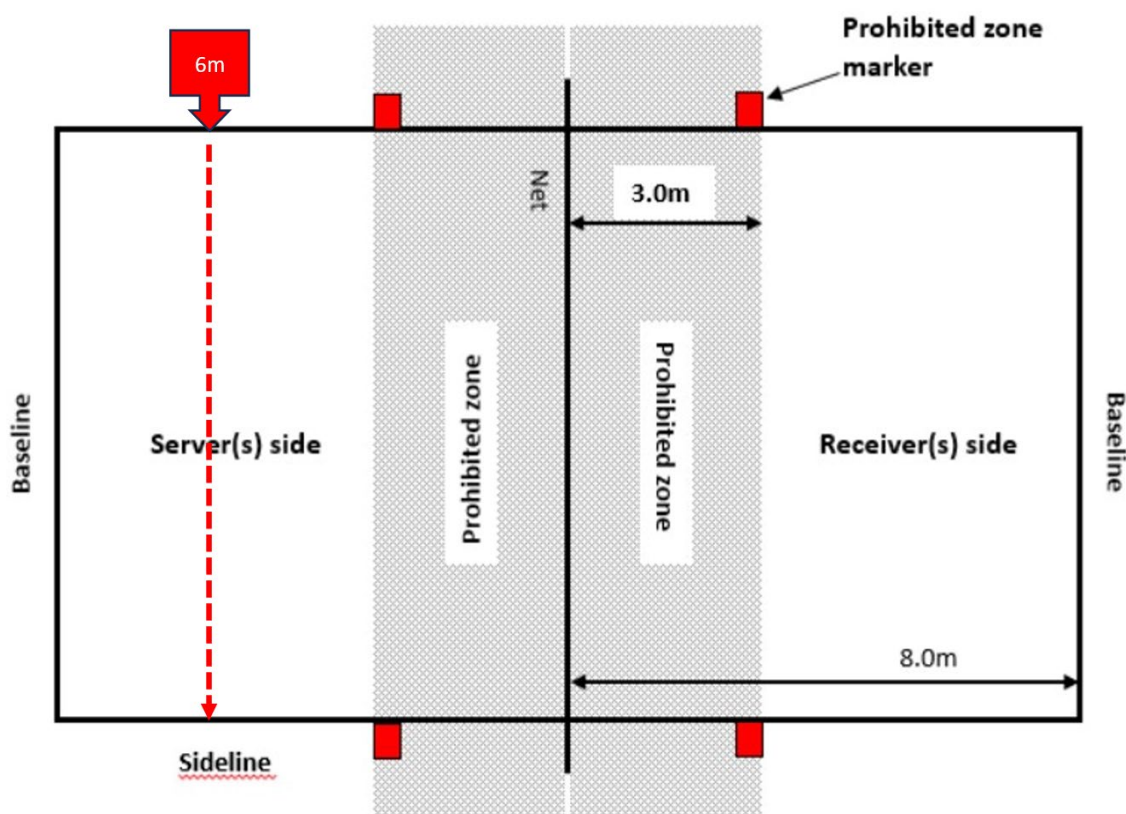 Prohibited zone
marker
6m
Net
3.0m
Prohibited zone
Prohibited zone
Baseline
Server(s) side
Receiver(s) side
Baseline
8.0m
Sideline